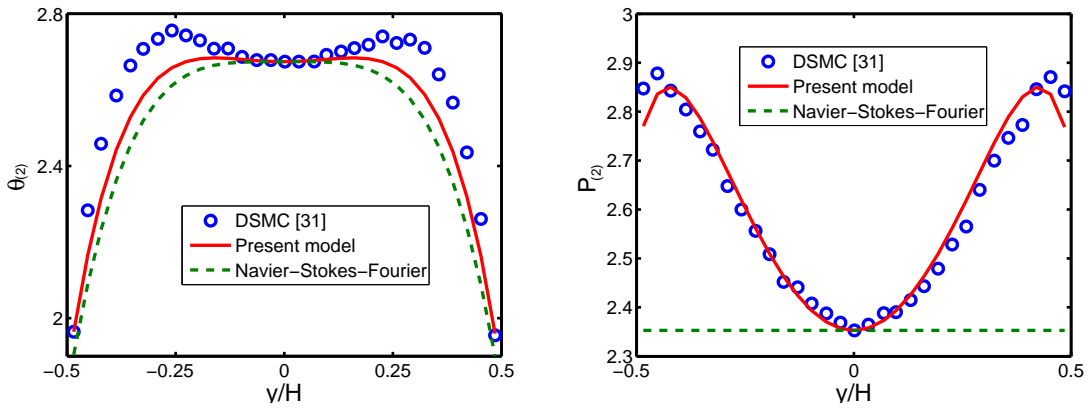 2.8
2.4
2
θ(2)
−0.5
−0.25
0
0.25
0.5
y/H
DSMC [31]
Present model
Navier−Stokes−Fourier
3
2.9
2.8
2.7
2.6
2.5
2.4
2.3
P(2)
−0.5
0
0.5
y/H
DSMC [31]
Present model
Navier−Stokes−Fourier